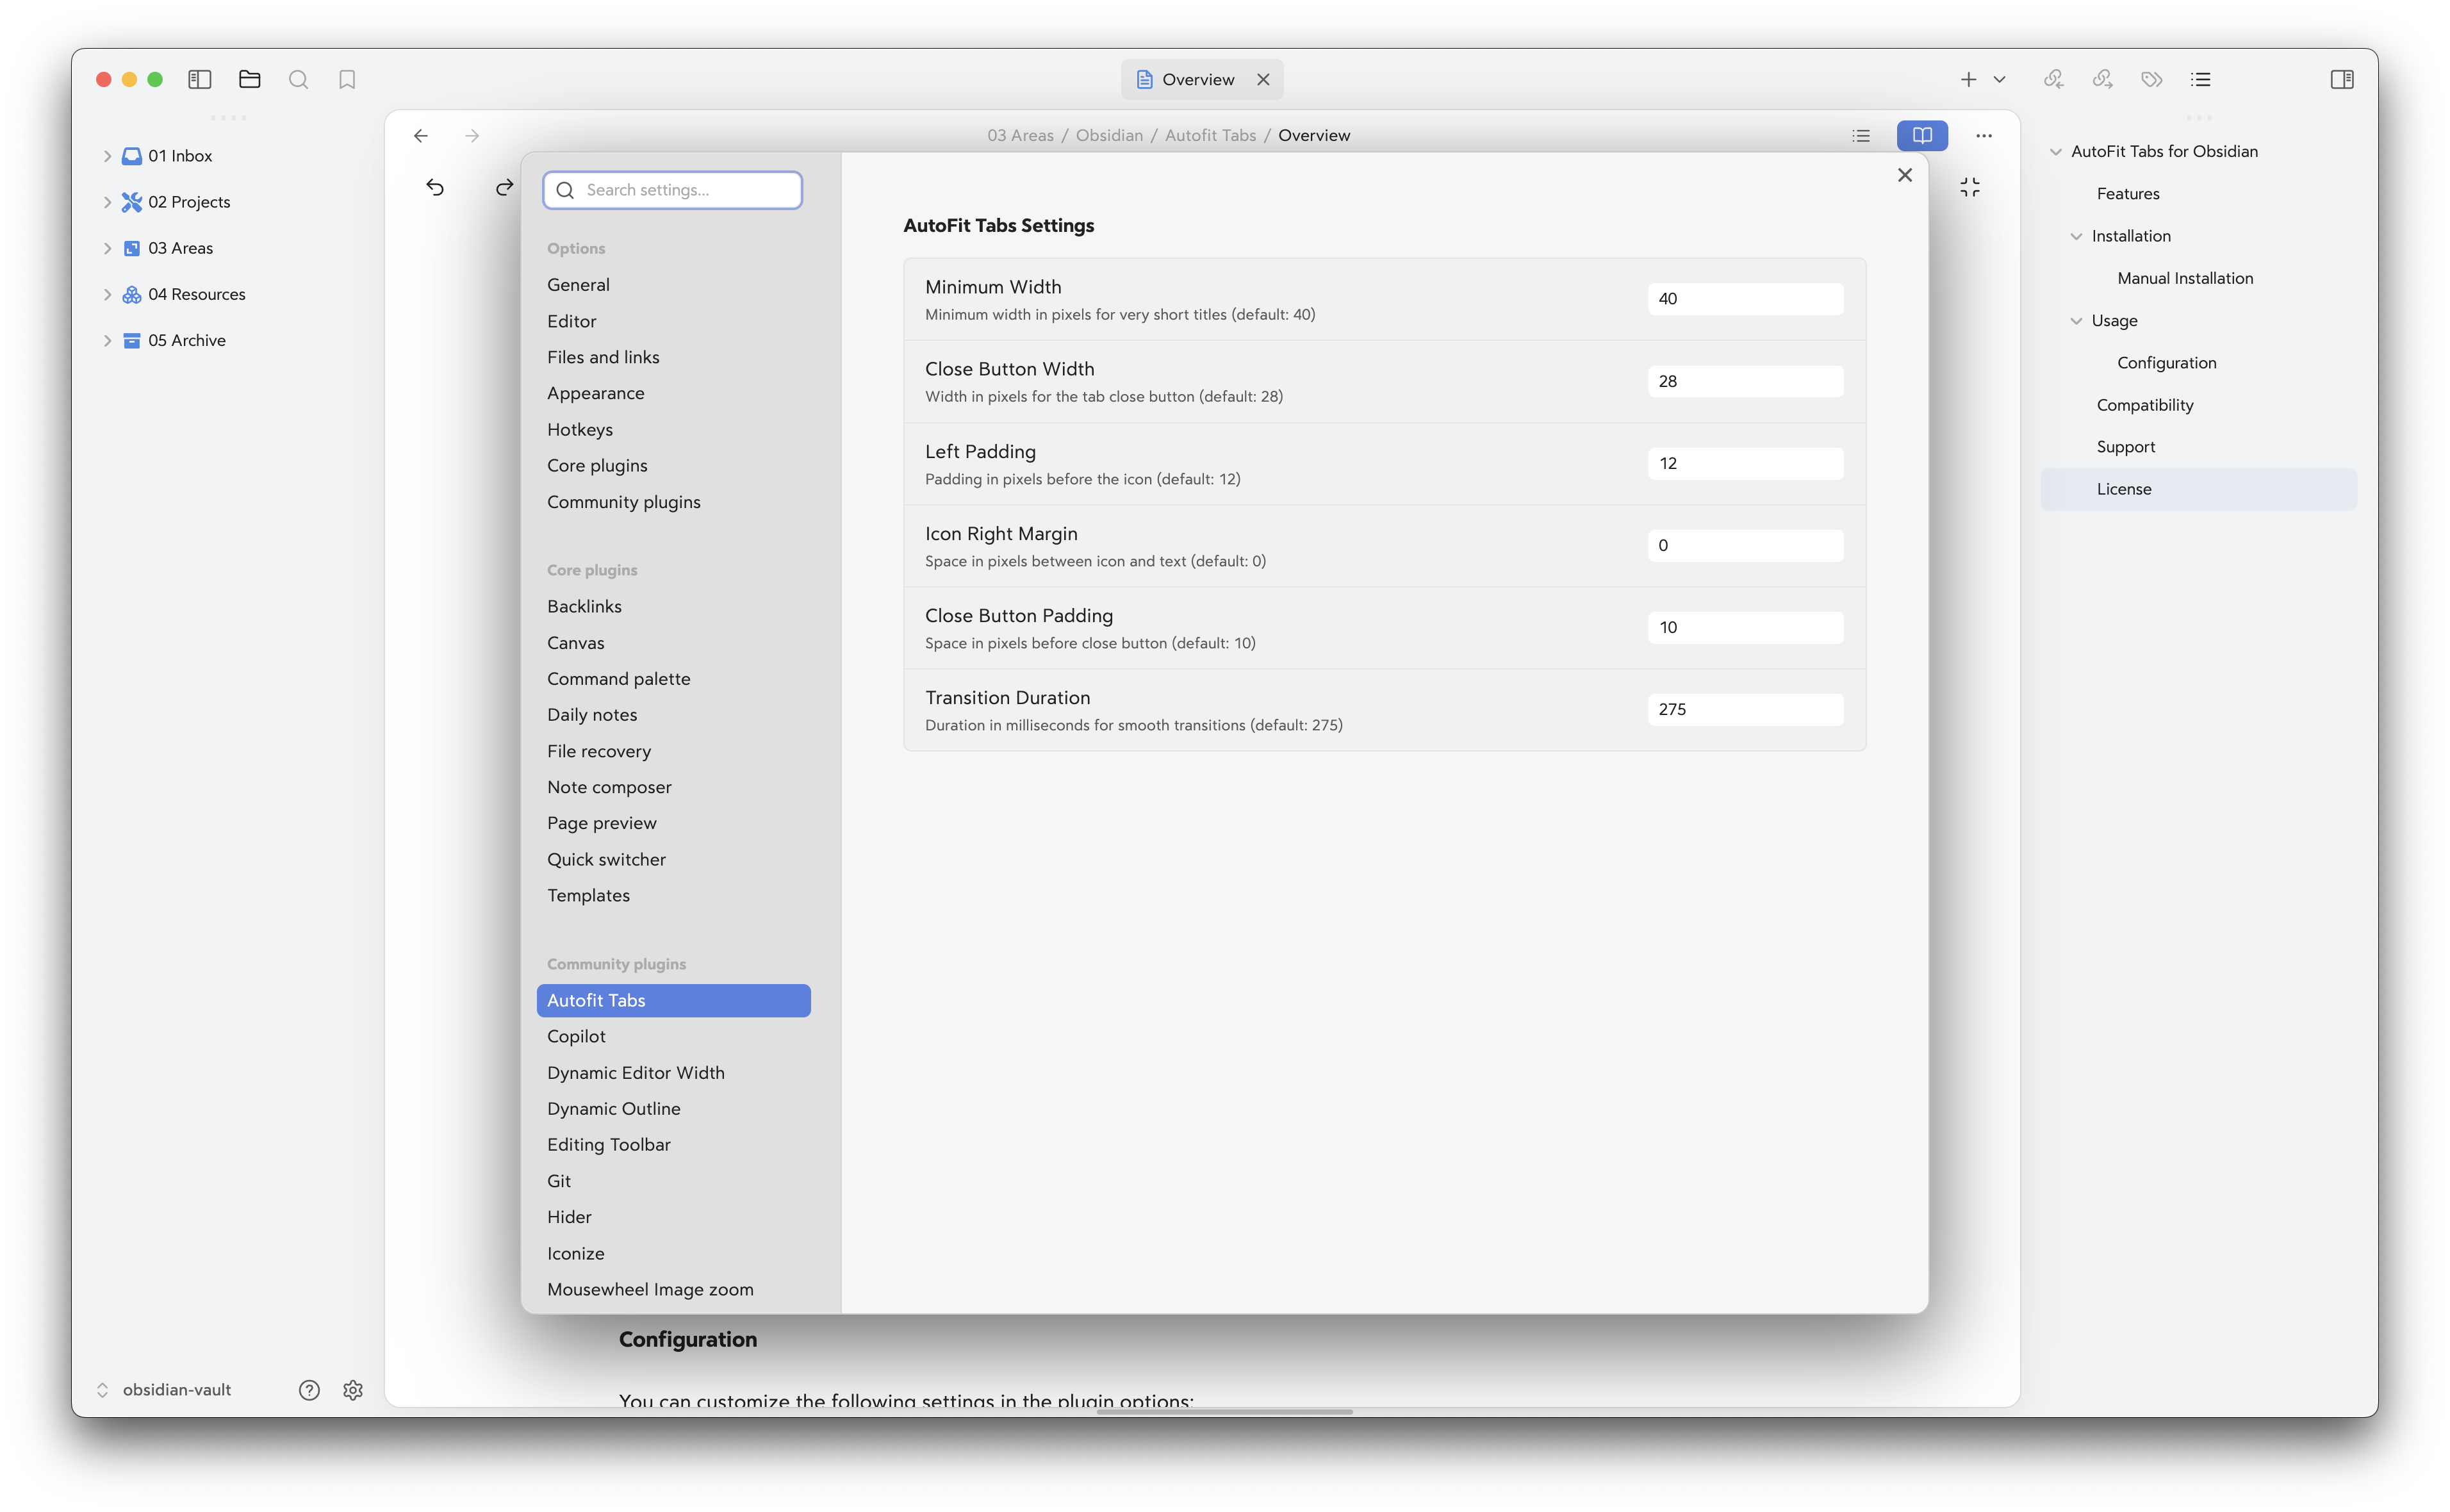 Overview
01 Inbox
02 Projects
03 Areas
04 Resources
05 Archive
obsidian-vault
03 Areas / Obsidian / Autofit Tabs / Overview
Search settings...
Options
General
Editor
Files and links
Appearance
Hotkeys
Core plugins
Community plugins
Core plugins
Backlinks
Canvas
Command palette
Daily notes
File recovery
Note composer
Page preview
Quick switcher
Templates
Community plugins
Autofit Tabs
Copilot
Dynamic Editor Width
Dynamic Outline
Editing Toolbar
Git
Hider
Iconize
Mousewheel Image zoom
AutoFit Tabs Settings
Minimum Width
Minimum width in pixels for very short titles (default: 40)
40
Close Button Width
Width in pixels for the tab close button (default: 28)
28
Left Padding
Padding in pixels before the icon (default: 12)
12
Icon Right Margin
Space in pixels between icon and text (default: 0)
0
Close Button Padding
Space in pixels before close button (default: 10)
10
Transition Duration
Duration in milliseconds for smooth transitions (default: 275)
275
Configuration
You can customize the following settings in the plugin options:
AutoFit Tabs for Obsidian
Features
Installation
Manual Installation
Usage
Configuration
Compatibility
Support
License